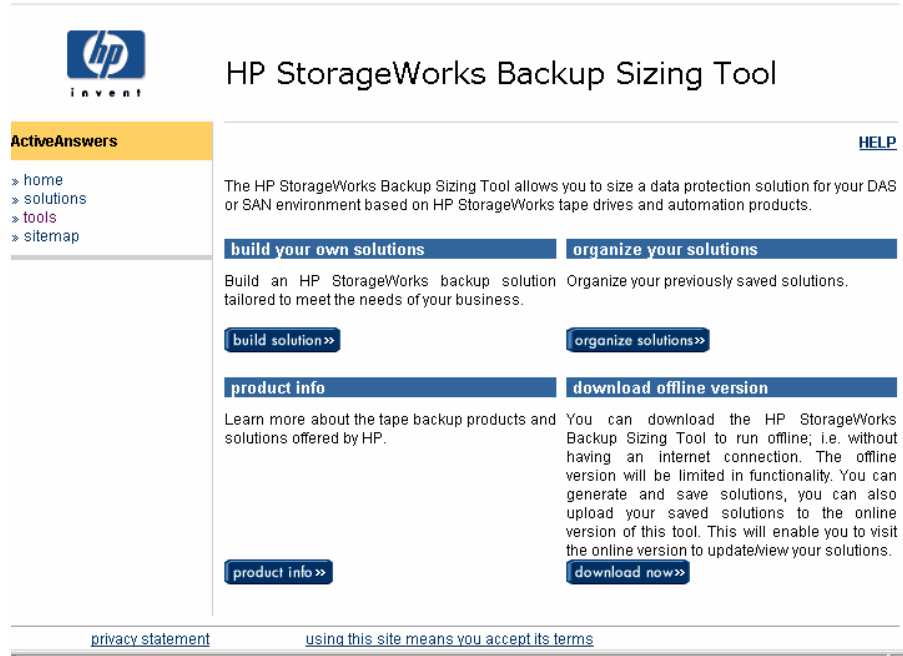 hp
invent
HP StorageWorks Backup Sizing Tool
ActiveAnswers
» home
» solutions
» tools
» sitemap
HELP
The HP StorageWorks Backup Sizing Tool allows you to size a data protection solution for your DAS
or SAN environment based on HP StorageWorks tape drives and automation products.
build your own solutions
Build an HP StorageWorks backup solution
tailored to meet the needs of your business.
build solution»
organize your solutions
Organize your previously saved solutions.
organize solutions»
product info
Learn more about the tape backup products and
solutions offered by HP.
product info»
download offline version
You can download the HP StorageWorks
Backup Sizing Tool to run offline; i.e. without
having an internet connection. The offline
version will be limited in functionality. You can
generate and save solutions, you can also
upload your saved solutions to the online
version of this tool. This will enable you to visit
the online version to update/view your solutions.
download now»
privacy statement
using this site means you accept its terms